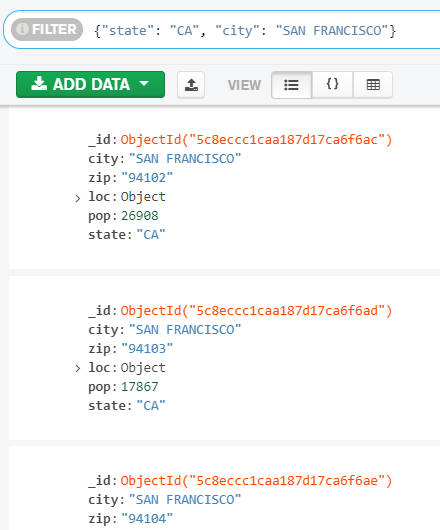 FILTER {"state": "CA", "city": "SAN FRANCISCO"}
ADD DATA VIEW {}
_id:ObjectId("5c8eccc1caa187d17ca6f6ac")
city:"SAN FRANCISCO"
zip:"94102"
loc:Object
pop:26908
state:"CA"
_id:ObjectId("5c8eccc1caa187d17ca6f6ad")
city:"SAN FRANCISCO"
zip:"94103"
loc:Object
pop:17867
state:"CA"
_id:ObjectId("5c8eccc1caa187d17ca6f6ae")
city:"SAN FRANCISCO"
zip:"94104"